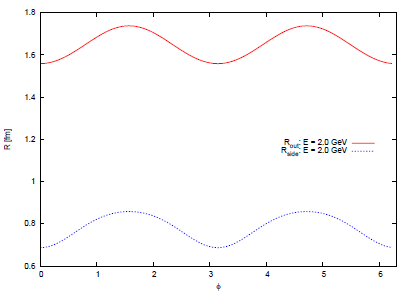 1.8
1.6
1.4
1.2
1
0.8
0.6
R [fm]
R_out; E = 2.0 GeV
R_side; E = 2.0 GeV
0 1 2 3 4 5 6
ϕ